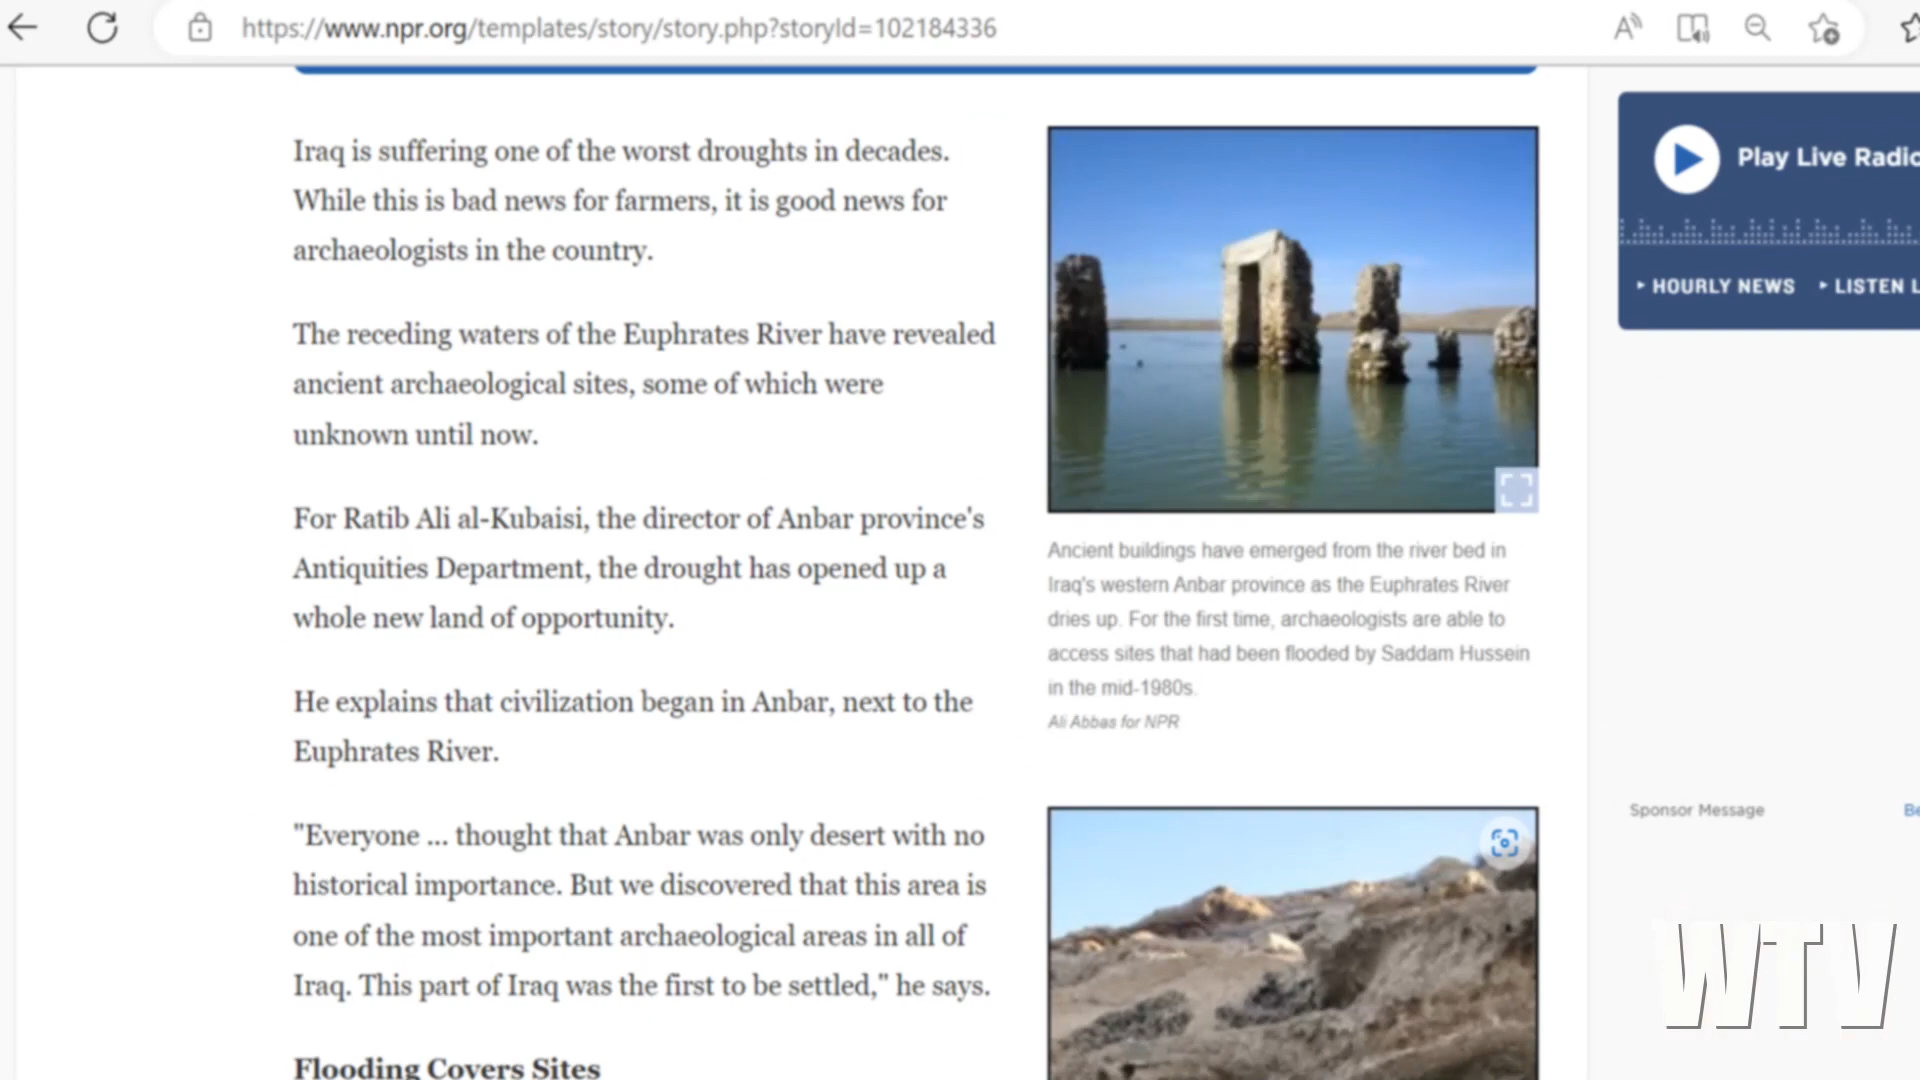 https://www.npr.org/templates/story/story.php?storyId=102184336
Iraq is suffering one of the worst droughts in decades.
While this is bad news for farmers, it is good news for
archaeologists in the country.
The receding waters of the Euphrates River have revealed
ancient archaeological sites, some of which were
unknown until now.
For Ratib Ali al-Kubaisi, the director of Anbar province's
Antiquities Department, the drought has opened up a
whole new land of opportunity.
He explains that civilization began in Anbar, next to the
Euphrates River.
"Everyone ... thought that Anbar was only desert with no
historical importance. But we discovered that this area is
one of the most important archaeological areas in all of
Iraq. This part of Iraq was the first to be settled," he says.
Flooding Covers Sites
Ancient buildings have emerged from the river bed in
Iraq's western Anbar province as the Euphrates River
dries up. For the first time, archaeologists are able to
access sites that had been flooded by Saddam Hussein
in the mid-1980s.
Ali Abbas for NPR
Play Live Radio
HOURLY NEWS
LISTEN L
Sponsor Message
Be
WTV